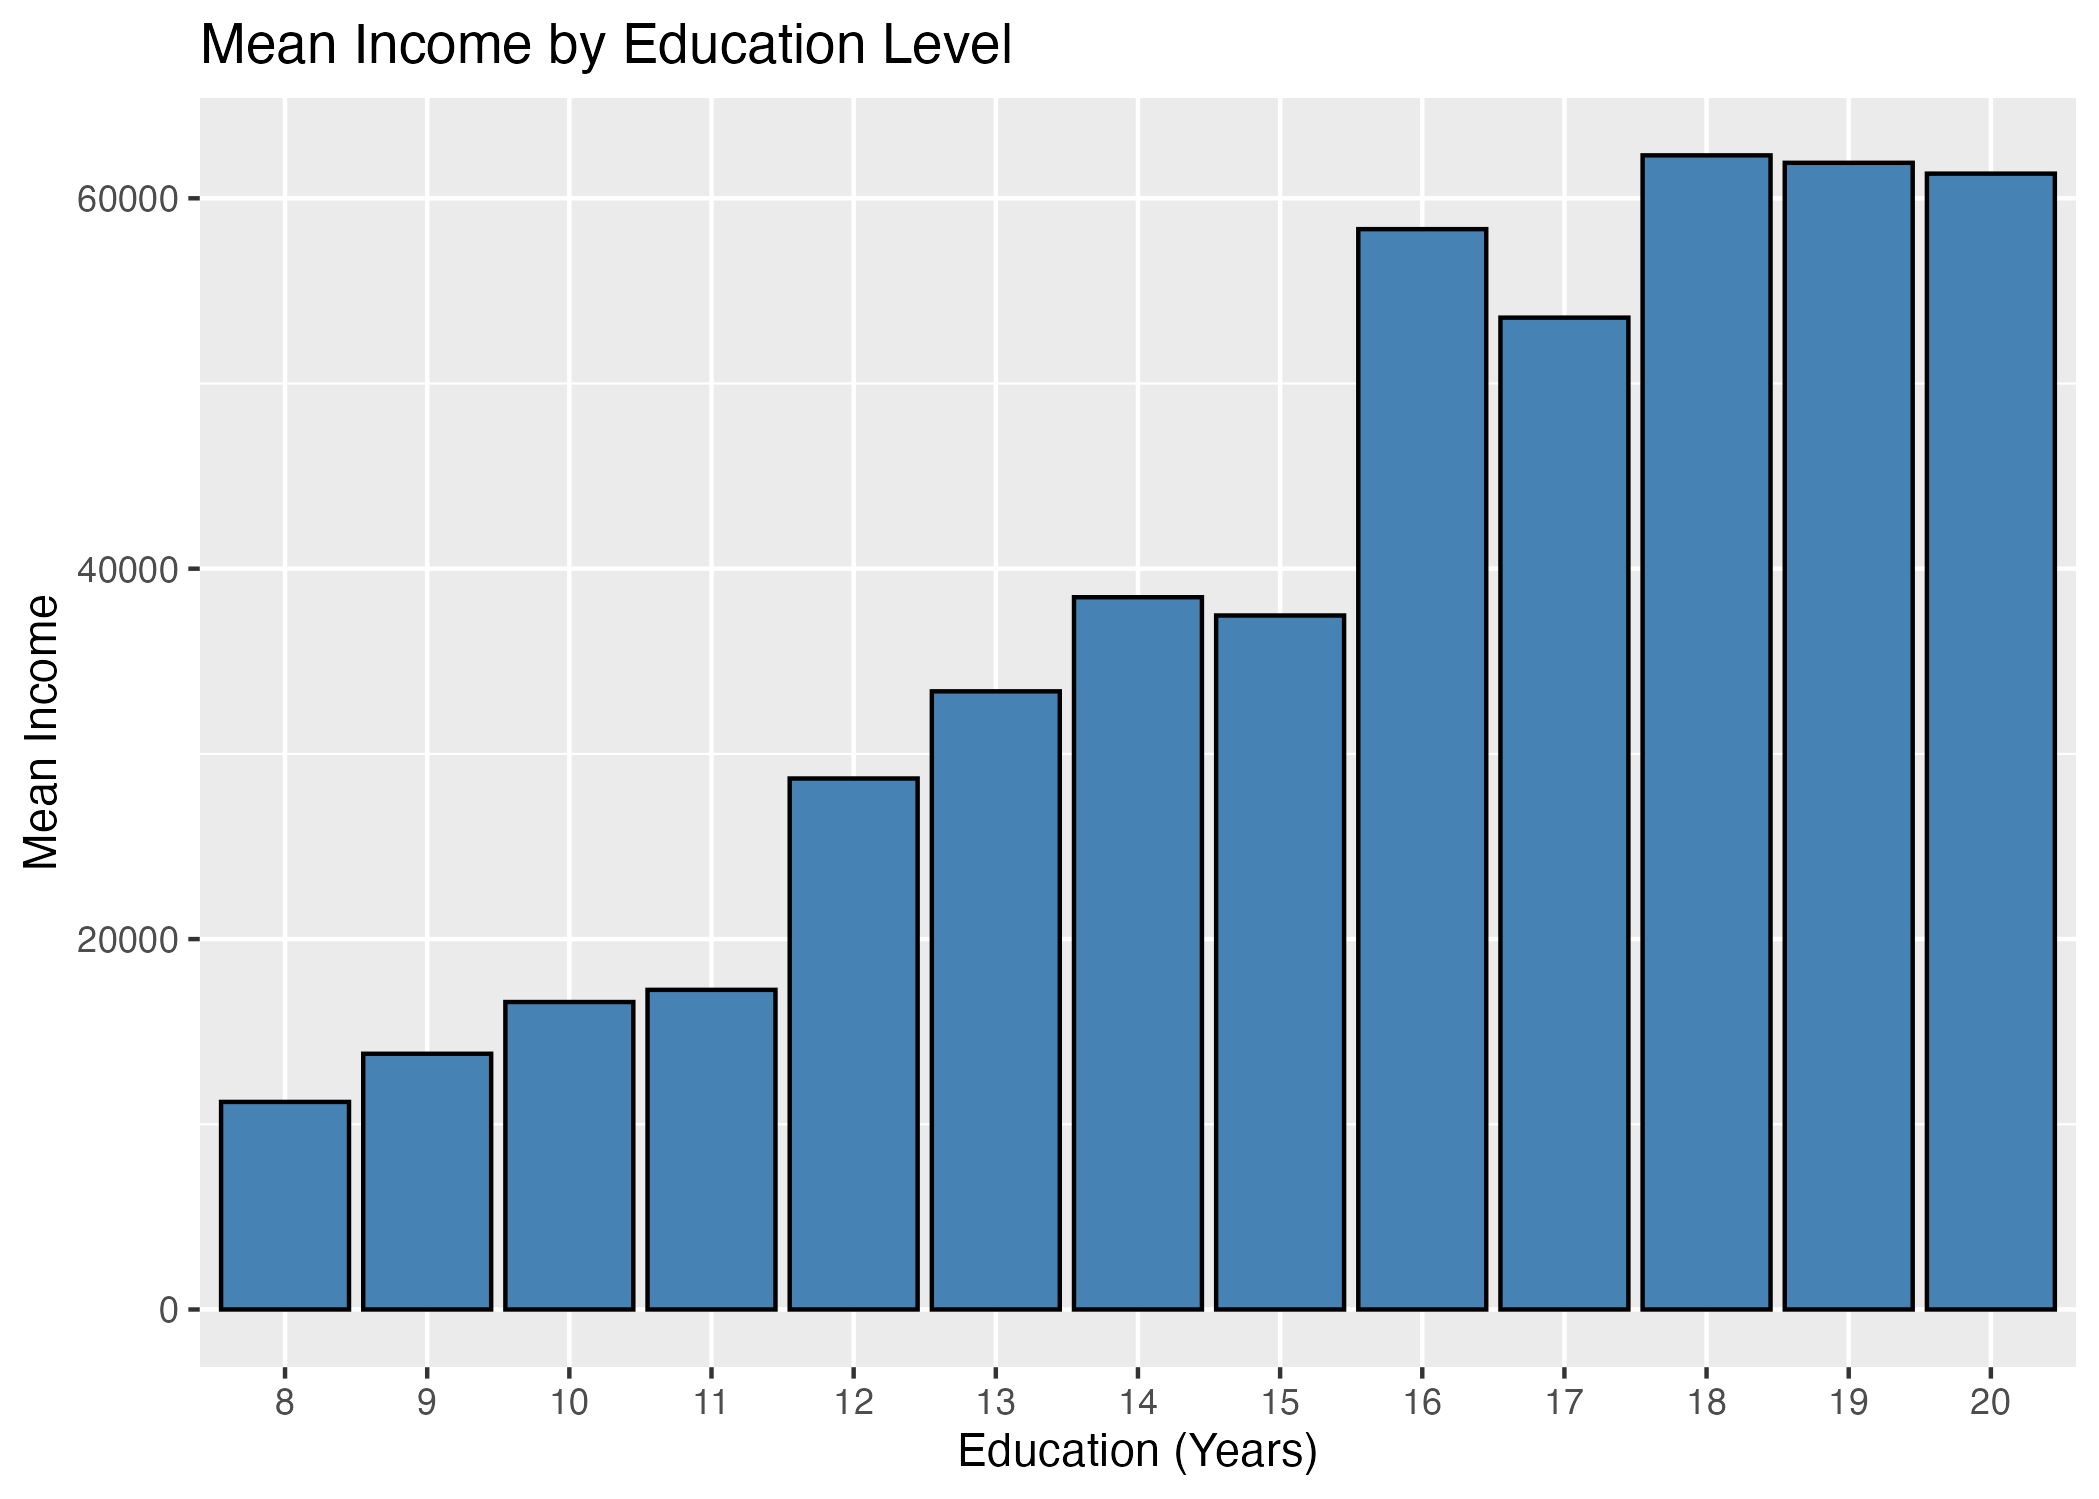 Mean Income by Education Level
Mean Income
60000
40000
20000
0
8 9 10 11 12 13 14 15 16 17 18 19 20
Education (Years)